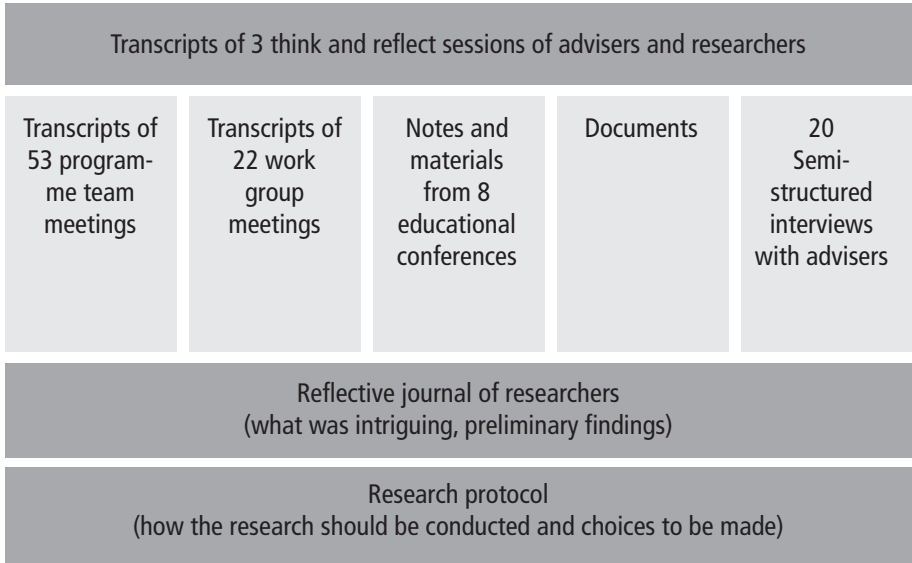 Transcripts of 3 think and reflect sessions of advisers and researchers
Transcripts of
53 program-
me team
meetings
Transcripts of
22 work
group
meetings
Notes and
materials
from 8
educational
conferences
Documents
20
Semi-
structured
interviews
with advisers
Reflective journal of researchers
(what was intriguing, preliminary findings)
Research protocol
(how the research should be conducted and choices to be made)